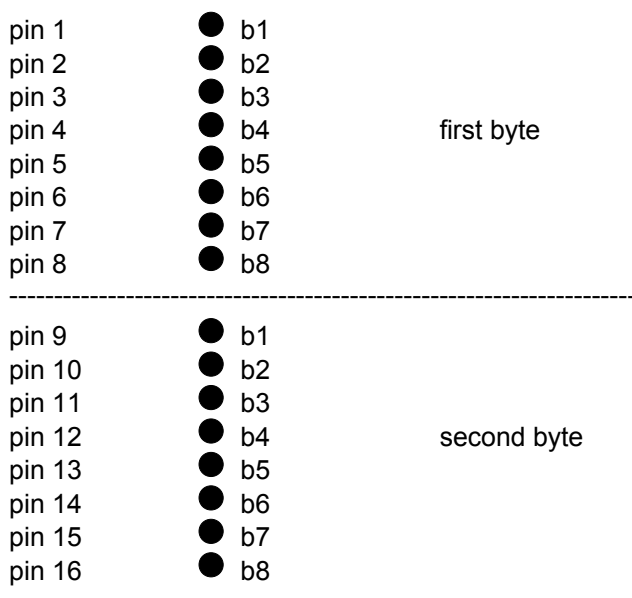 pin 1 b1
pin 2 b2
pin 3 b3
pin 4 b4 first byte
pin 5 b5
pin 6 b6
pin 7 b7
pin 8 b8
pin 9 b1
pin 10 b2
pin 11 b3
pin 12 b4 second byte
pin 13 b5
pin 14 b6
pin 15 b7
pin 16 b8